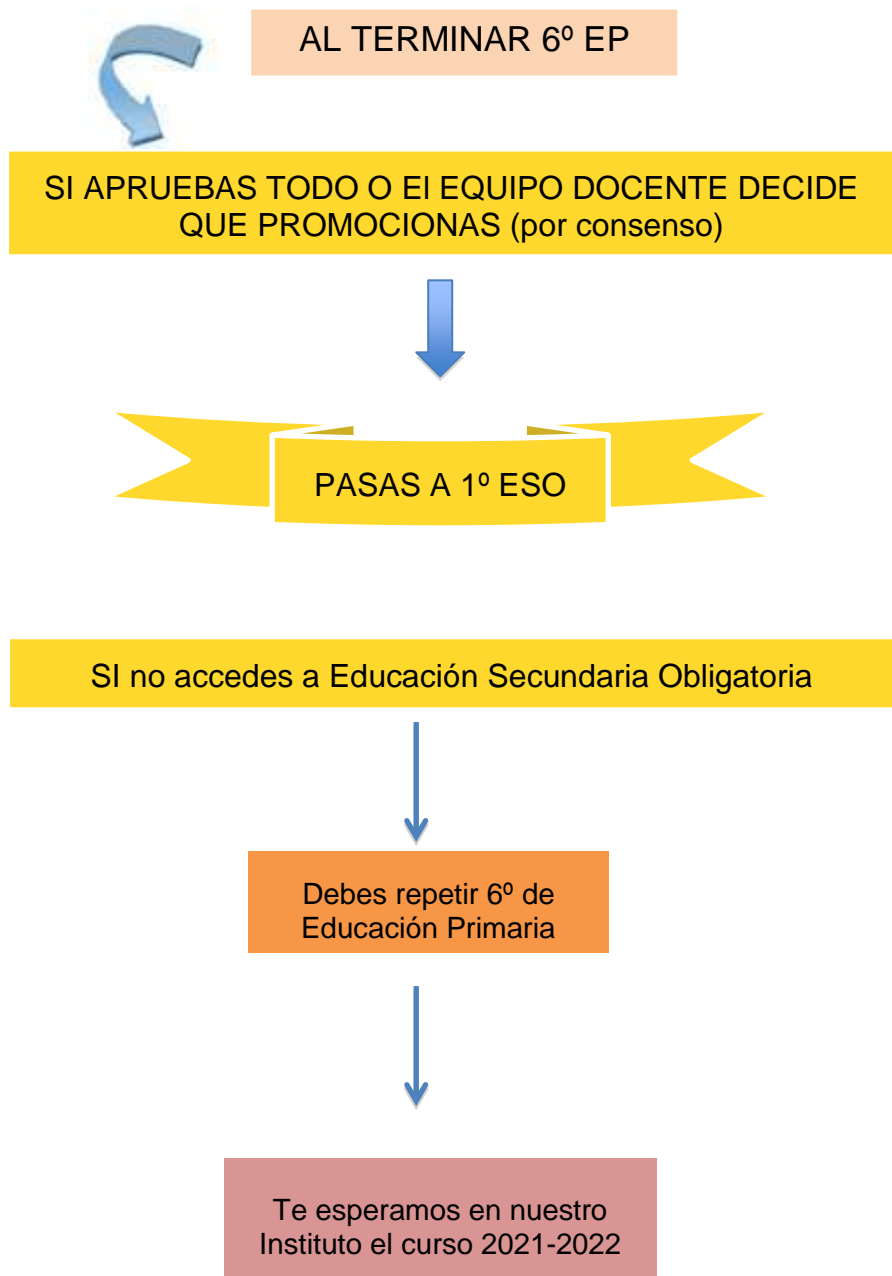 AL TERMINAR 6º EP
SI APRUEBAS TODO O El EQUIPO DOCENTE DECIDE
QUE PROMOCIONAS (por consenso)
PASAS A 1º ESO
SI no accedes a Educación Secundaria Obligatoria
Debes repetir 6º de
Educación Primaria
Te esperamos en nuestro
Instituto el curso 2021-2022